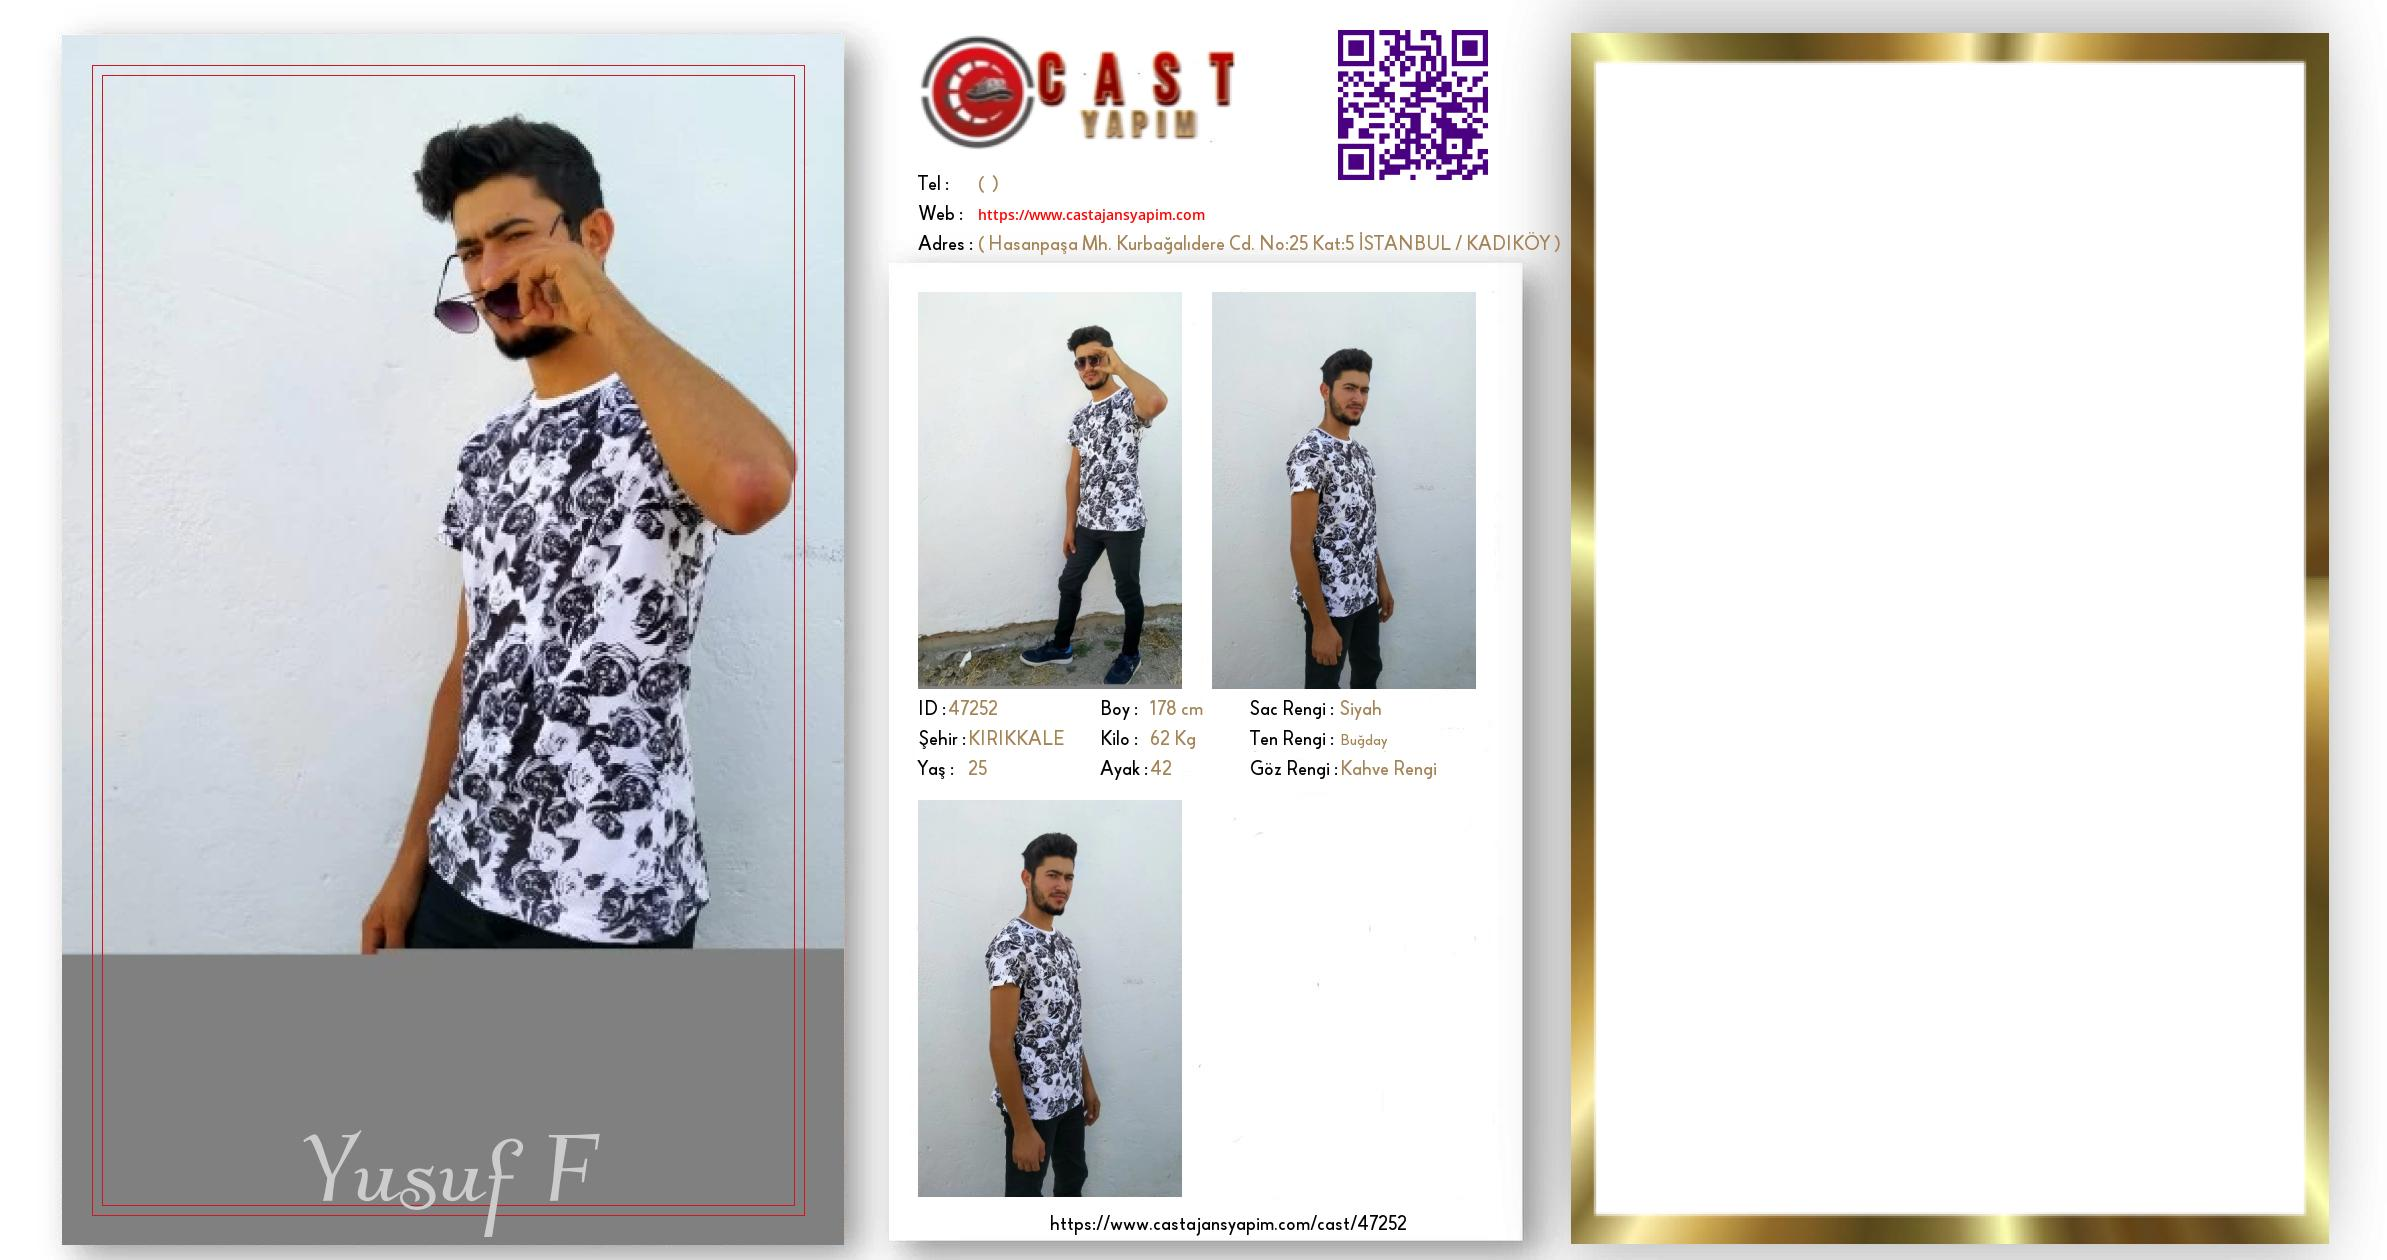 Yusuf F
CAST
YAPIM
Tel : ( )
Web : https://www.castajansyapim.com
Adres : ( Hasanpaşa Mh. Kurbağalıdere Cd. No:25 Kat:5 İSTANBUL / KADIKÖY )
ID : 47252 Boy : 178 cm Sac Rengi : Siyah
Şehir : KIRIKKALE Kilo : 62 Kg Ten Rengi : Buğday
Yaş : 25 Ayak : 42 Göz Rengi : Kahve Rengi
https://www.castajansyapim.com/cast/47252